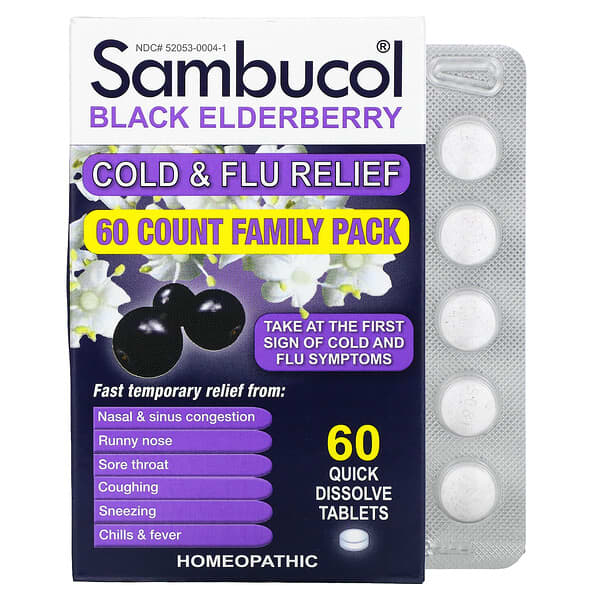 NDC# 52053-0004-1
Sambucol®
BLACK ELDERBERRY
COLD & FLU RELIEF
60 COUNT FAMILY PACK
TAKE AT THE FIRST
SIGN OF COLD AND
FLU SYMPTOMS
Fast temporary relief from:
Nasal & sinus congestion
Runny nose
Sore throat
Coughing
Sneezing
Chills & fever
60
QUICK
DISSOLVE
TABLETS
HOMEOPATHIC